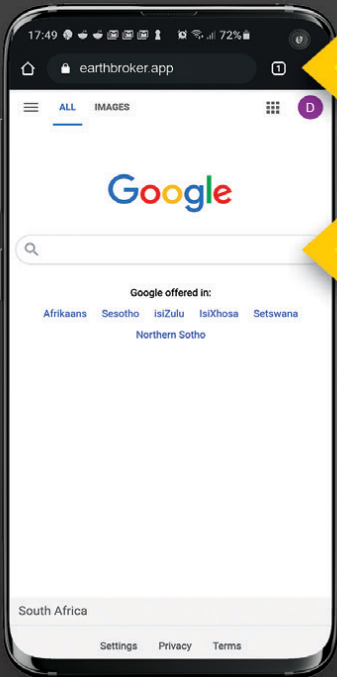 17:49 72%
earthbroker.app 1
ALL IMAGES D
Google
Google offered in:
Afrikaans Sesotho isiZulu IsiXhosa Setswana
Northern Sotho
South Africa
Settings Privacy Terms